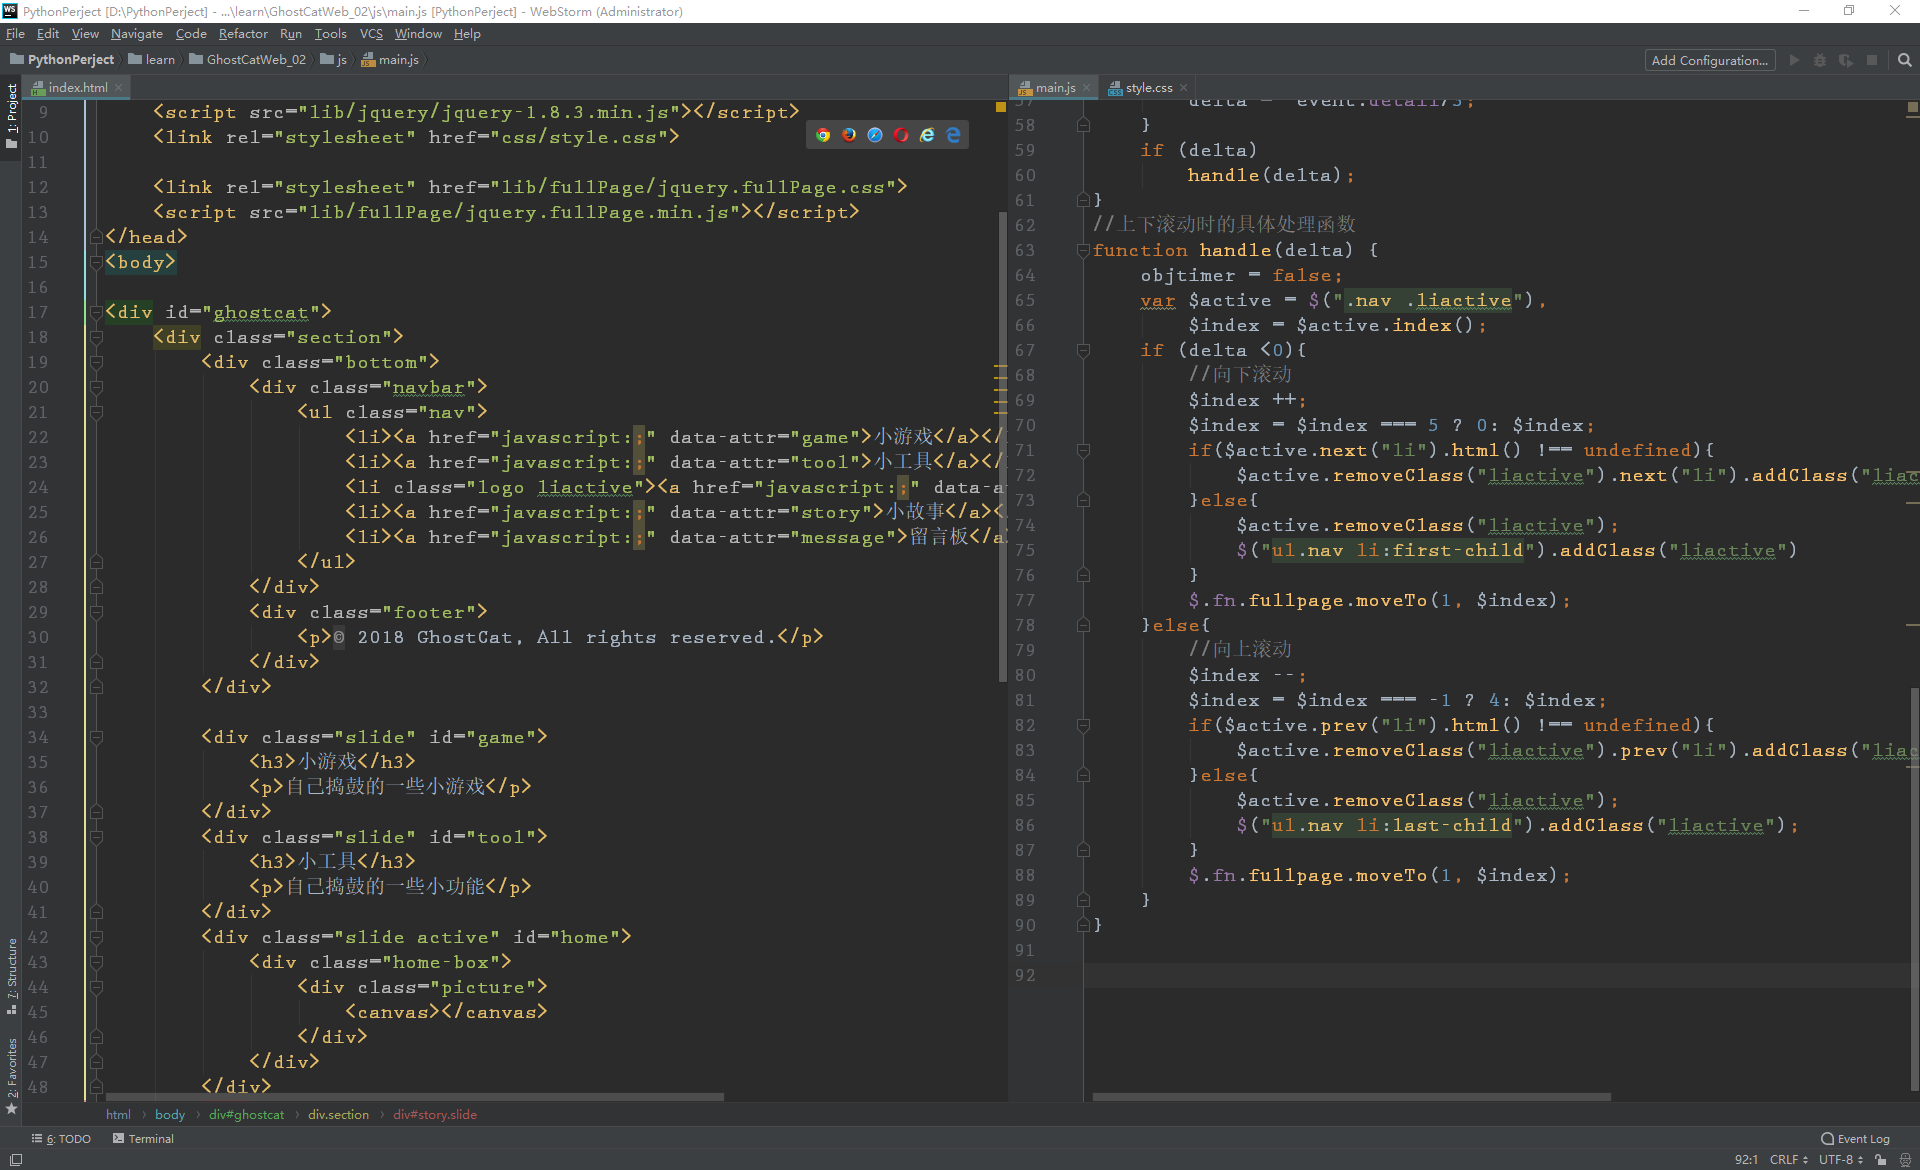 PythonPerject [D:\PythonPerject] - ...\learn\GhostCatWeb_02\js\main.js [PythonPerject] - WebStorm (Administrator)
File Edit View Navigate Code Refactor Run Tools VCS Window Help
PythonPerject learn GhostCatWeb_02 js main.js
Add Configuration...
1: Project
7: Structure
2: Favorites
index.html
9 <script src="lib/jquery/jquery-1.8.3.min.js"></script>
10 <link rel="stylesheet" href="css/style.css">
11
12 <link rel="stylesheet" href="lib/fullPage/jquery.fullPage.css">
13 <script src="lib/fullPage/jquery.fullPage.min.js"></script>
14 </head>
15 <body>
16
17 <div id="ghostcat">
18 <div class="section">
19 <div class="bottom">
20 <div class="navbar">
21 <ul class="nav">
22 <li><a href="javascript:;" data-attr="game">小游戏</a></
23 <li><a href="javascript:;" data-attr="tool">小工具</a></
24 <li class="logo liactive"><a href="javascript:;" data-a
25 <li><a href="javascript:;" data-attr="story">小故事</a><
26 <li><a href="javascript:;" data-attr="message">留言板</a
27 </ul>
28 </div>
29 <div class="footer">
30 <p>© 2018 GhostCat, All rights reserved.</p>
31 </div>
32 </div>
33
34 <div class="slide" id="game">
35 <h3>小游戏</h3>
36 <p>自己捣鼓的一些小游戏</p>
37 </div>
38 <div class="slide" id="tool">
39 <h3>小工具</h3>
40 <p>自己捣鼓的一些小功能</p>
41 </div>
42 <div class="slide active" id="home">
43 <div class="home-box">
44 <div class="picture">
45 <canvas></canvas>
46 </div>
47 </div>
48 </div>
html body div#ghostcat div.section div#story.slide
main.js style.css
57 delta = event.detail/3;
58 }
59 if (delta)
60 handle(delta);
61 }
62 //上下滚动时的具体处理函数
63 function handle(delta) {
64 objtimer = false;
65 var $active = $(".nav .liactive"),
66 $index = $active.index();
67 if (delta <0){
68 //向下滚动
69 $index ++;
70 $index = $index === 5 ? 0: $index;
71 if($active.next("li").html() !== undefined){
72 $active.removeClass("liactive").next("li").addClass("liac
73 }else{
74 $active.removeClass("liactive");
75 $("ul.nav li:first-child").addClass("liactive")
76 }
77 $.fn.fullpage.moveTo(1, $index);
78 }else{
79 //向上滚动
80 $index --;
81 $index = $index === -1 ? 4: $index;
82 if($active.prev("li").html() !== undefined){
83 $active.removeClass("liactive").prev("li").addClass("liac
84 }else{
85 $active.removeClass("liactive");
86 $("ul.nav li:last-child").addClass("liactive");
87 }
88 $.fn.fullpage.moveTo(1, $index);
89 }
90 }
91
92
6: TODO Terminal Event Log
92:1 CRLF UTF-8